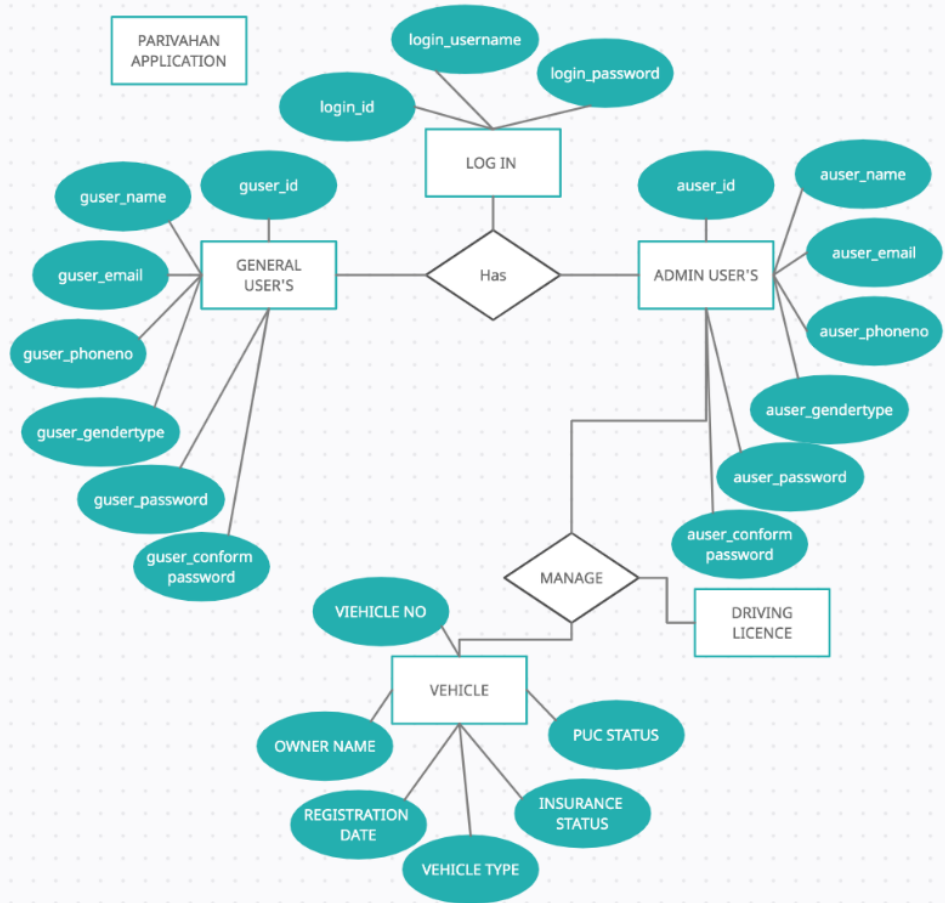 PARIVAHAN
APPLICATION
login_username
login_password
login_id
LOG IN
guser_name
guser_id
auser_id
auser_name
guser_email
GENERAL
USER'S
Has
ADMIN USER'S
auser_email
guser_phoneno
auser_phoneno
guser_gendertype
auser_gendertype
guser_password
auser_password
guser_conform
password
auser_conform
password
MANAGE
VIEHICLE NO
DRIVING
LICENCE
VEHICLE
OWNER NAME
PUC STATUS
REGISTRATION
DATE
INSURANCE
STATUS
VEHICLE TYPE